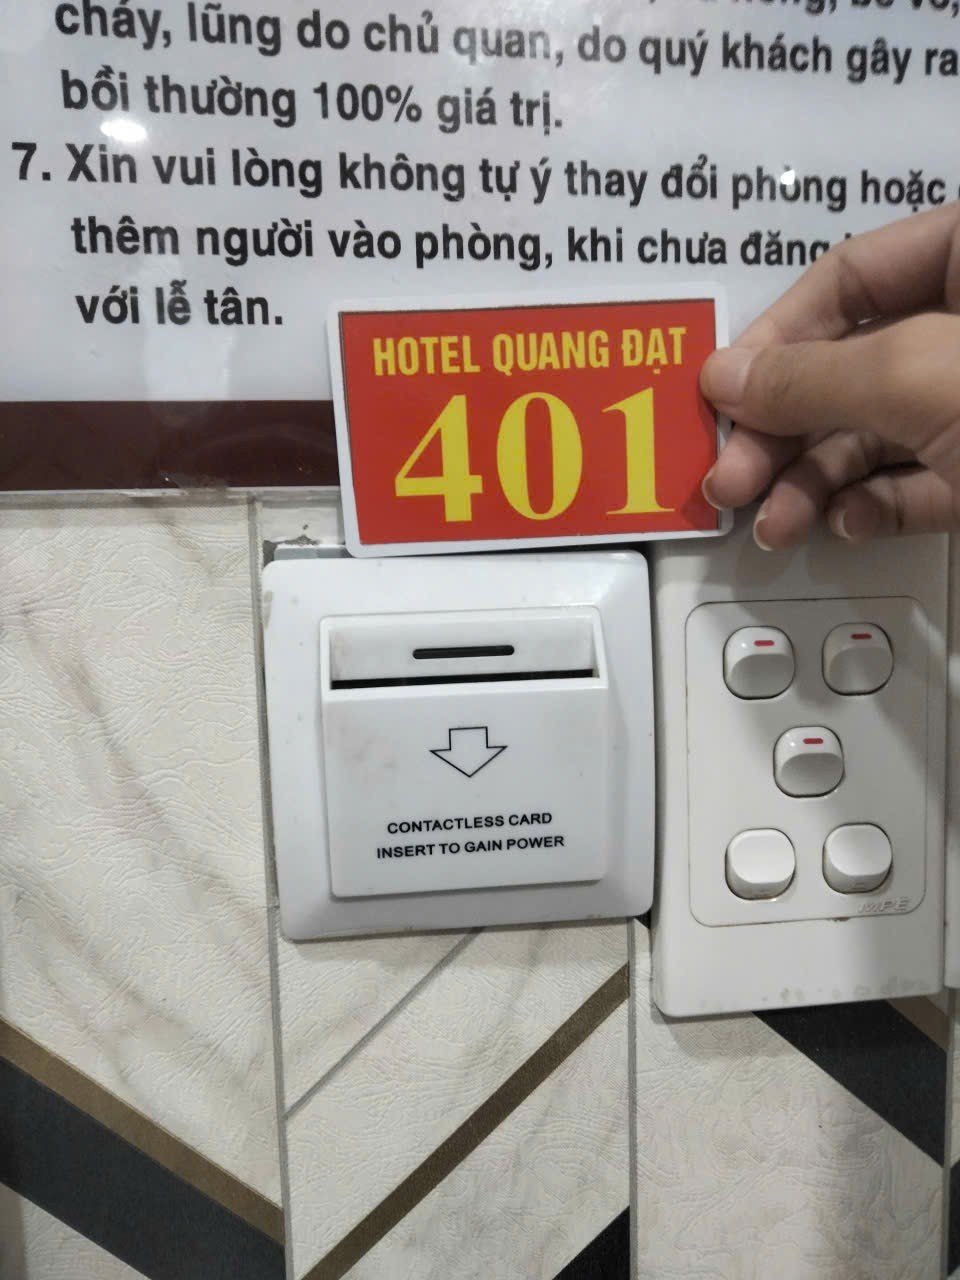 cháy, lũng do chủ quan, do quý khách gây ra
bồi thường 100% giá trị.
7. Xin vui lòng không tự ý thay đổi phòng hoặc
thêm người vào phòng, khi chưa đăng
với lễ tân.
HOTEL QUANG ĐẠT
401
CONTACTLESS CARD
INSERT TO GAIN POWER
MPE